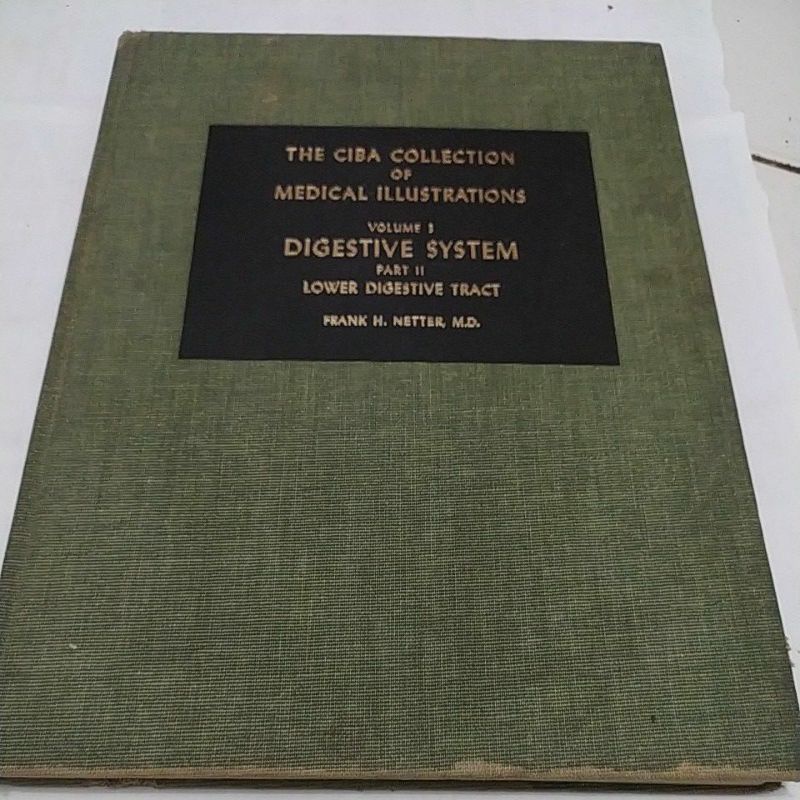 THE CIBA COLLECTION
OF
MEDICAL ILLUSTRATIONS
VOLUME 3
DIGESTIVE SYSTEM
PART II
LOWER DIGESTIVE TRACT
FRANK H. NETTER, M.D.